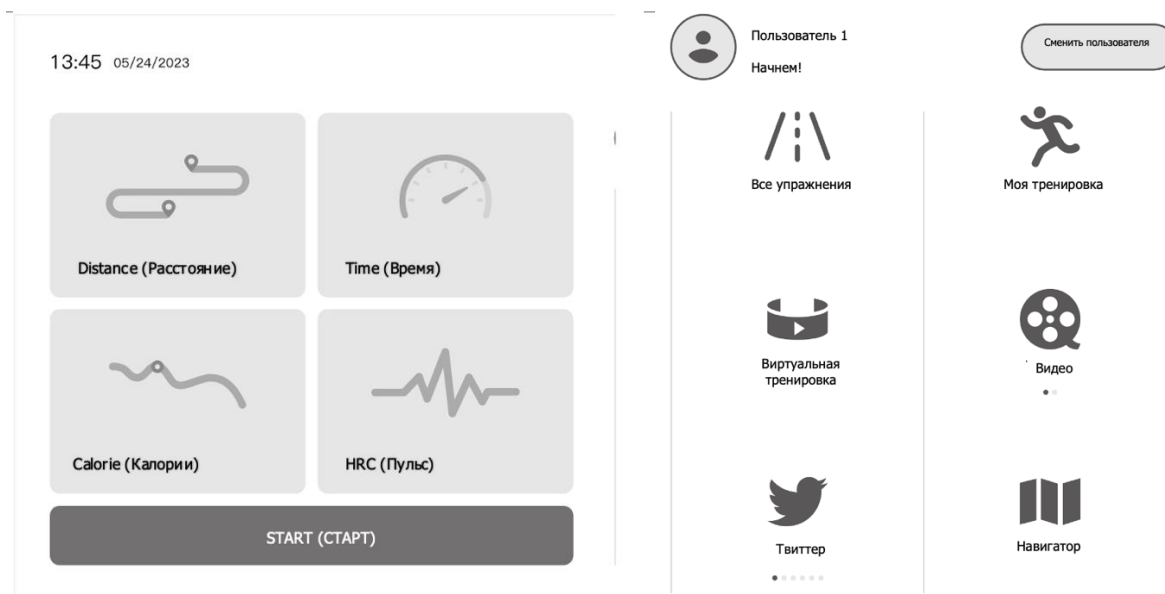 13:45 05/24/2023
Distance (Расстояние)
Time (Время)
Calorie (Калории)
HRC (Пульс)
START (СТАРТ)
Пользователь 1
Начнем!
Сменить пользователя
Все упражнения
Моя тренировка
Виртуальная
тренировка
Видео
Твиттер
Навигатор